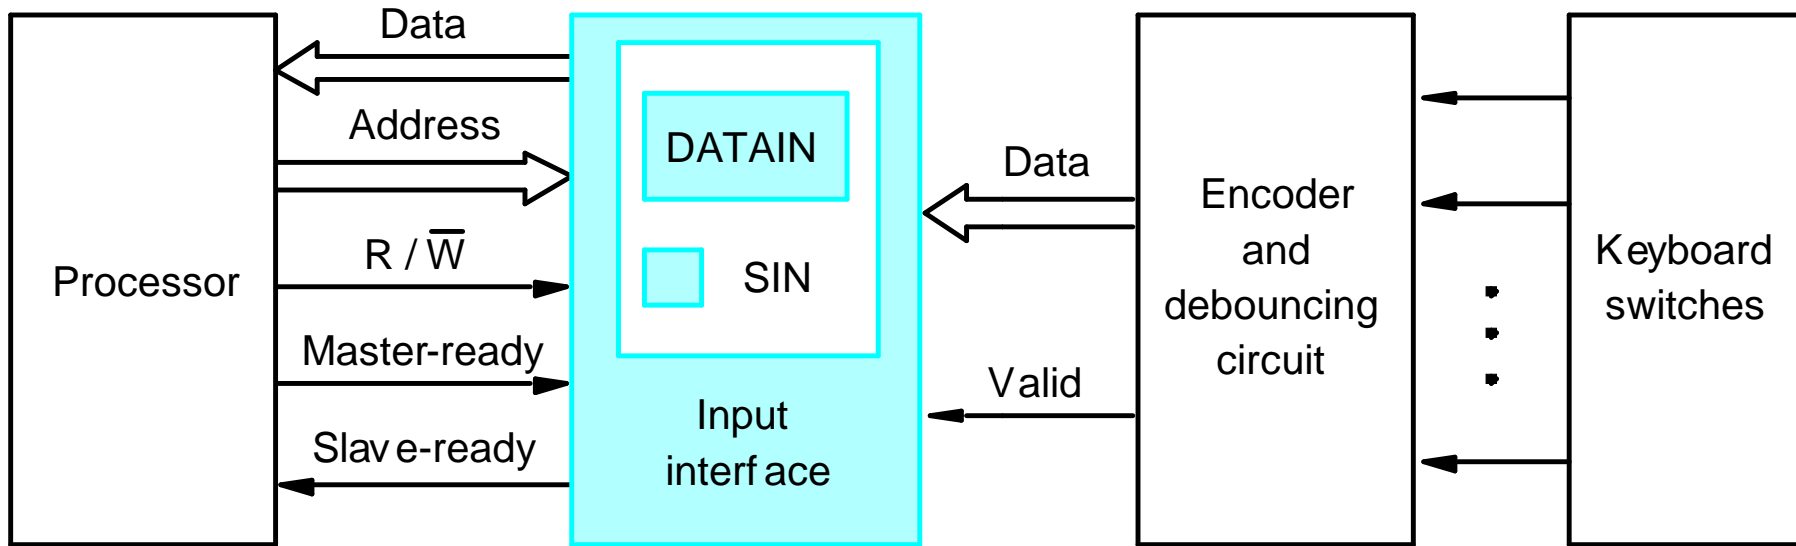 Data
Address
R / W̅
Master-ready
Slave-ready
Processor
DATAIN
SIN
Input
interface
Data
Valid
Encoder
and
debouncing
circuit
Keyboard
switches